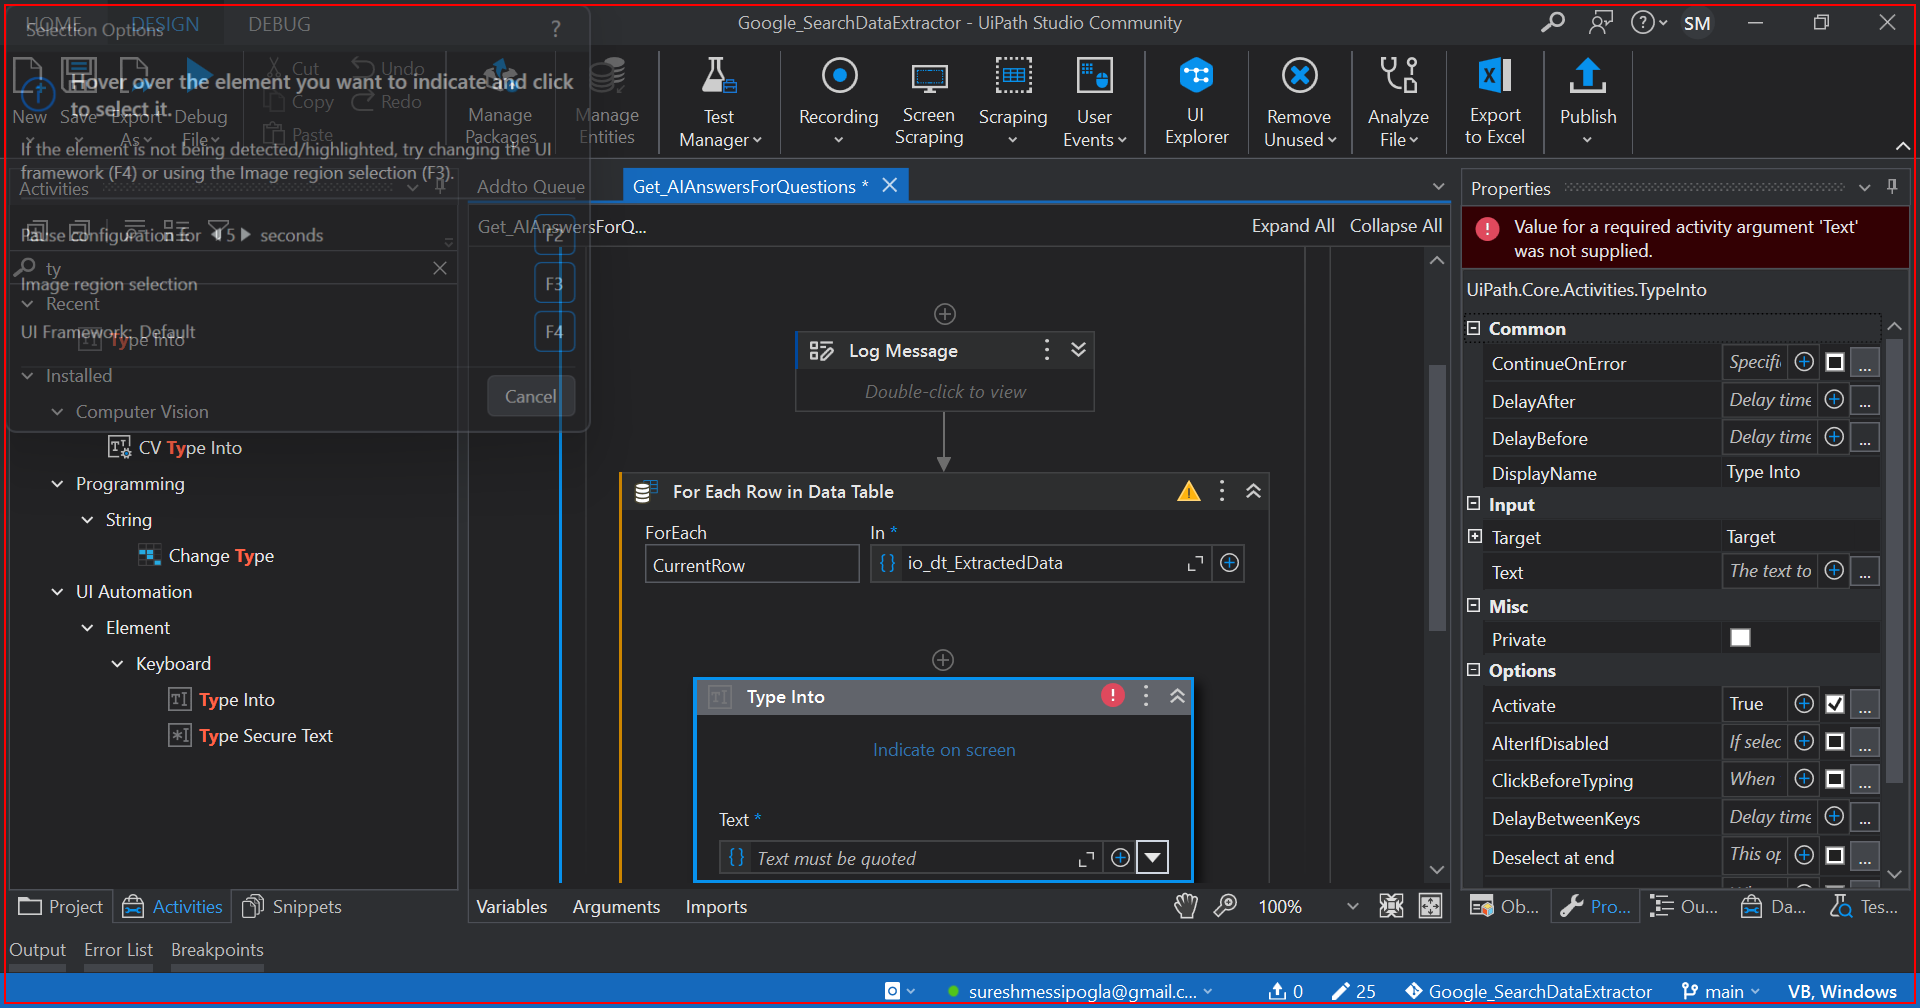 HOME DESIGN DEBUG
Google_SearchDataExtractor - UiPath Studio Community
SM
Selection Options ?
Hover over the element you want to indicate and click
to select it.
If the element is not being detected/highlighted, try changing the UI
framework (F4) or using the Image region selection (F3).
Pause configuration for 5 seconds F2
Image region selection F3
UI Framework: Default F4
Cancel
New
Save
Export
As
Debug
File
Cut
Copy
Paste
Undo
Redo
Manage
Packages
Manage
Entities
Test
Manager
Recording
Screen
Scraping
Scraping
User
Events
UI
Explorer
Remove
Unused
Analyze
File
Export
to Excel
Publish
Activities
ty
Recent
Type Into
Installed
Computer Vision
CV Type Into
Programming
String
Change Type
UI Automation
Element
Keyboard
Type Into
Type Secure Text
Project Activities Snippets
Addto Queue
Get_AIAnswersForQuestions *
Get_AIAnswersForQ...
Expand All Collapse All
Log Message
Double-click to view
For Each Row in Data Table
ForEach In *
CurrentRow io_dt_ExtractedData
Type Into
Indicate on screen
Text *
Text must be quoted
Variables Arguments Imports 100%
Properties
Value for a required activity argument 'Text'
was not supplied.
UiPath.Core.Activities.TypeInto
Common
ContinueOnError Specifi ...
DelayAfter Delay time ...
DelayBefore Delay time ...
DisplayName Type Into
Input
Target Target
Text The text to ...
Misc
Private
Options
Activate True ...
AlterIfDisabled If selec ...
ClickBeforeTyping When ...
DelayBetweenKeys Delay time ...
Deselect at end This op ...
Ob... Pro... Ou... Da... Tes...
Output Error List Breakpoints
sureshmessipogla@gmail.c... 0 25 Google_SearchDataExtractor main VB, Windows